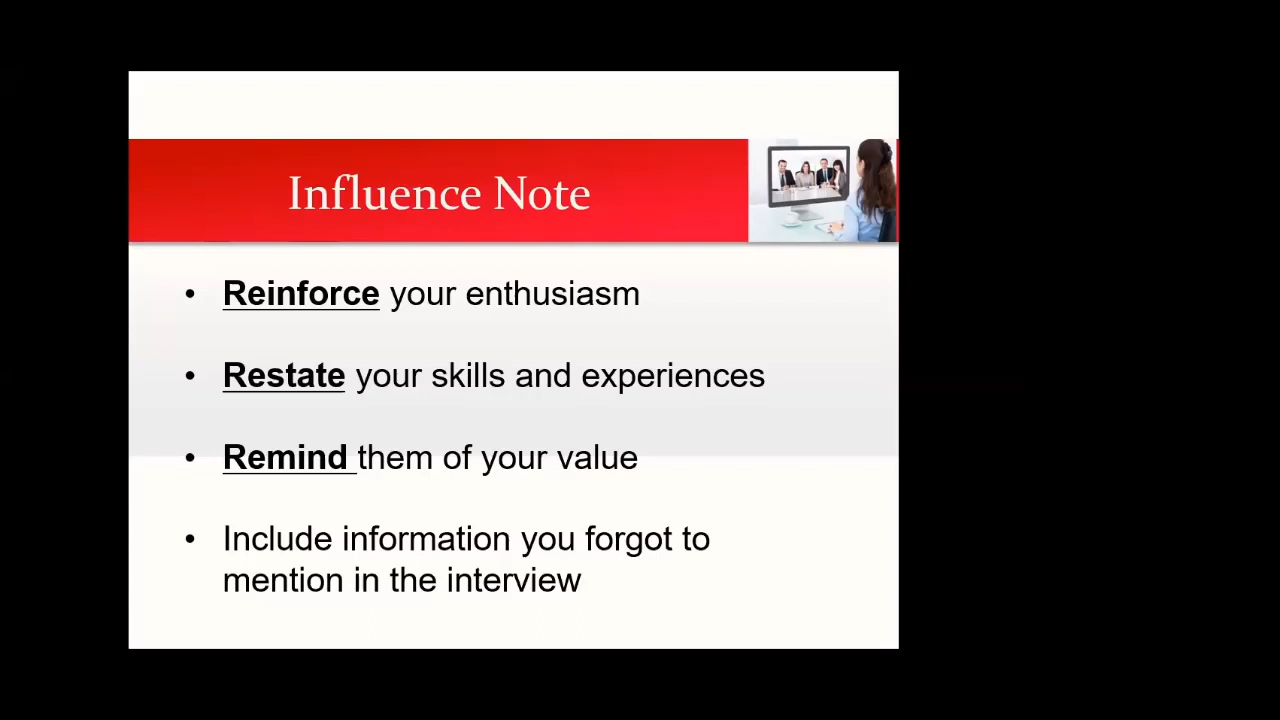 Influence Note
• Reinforce your enthusiasm
• Restate your skills and experiences
• Remind them of your value
• Include information you forgot to
mention in the interview